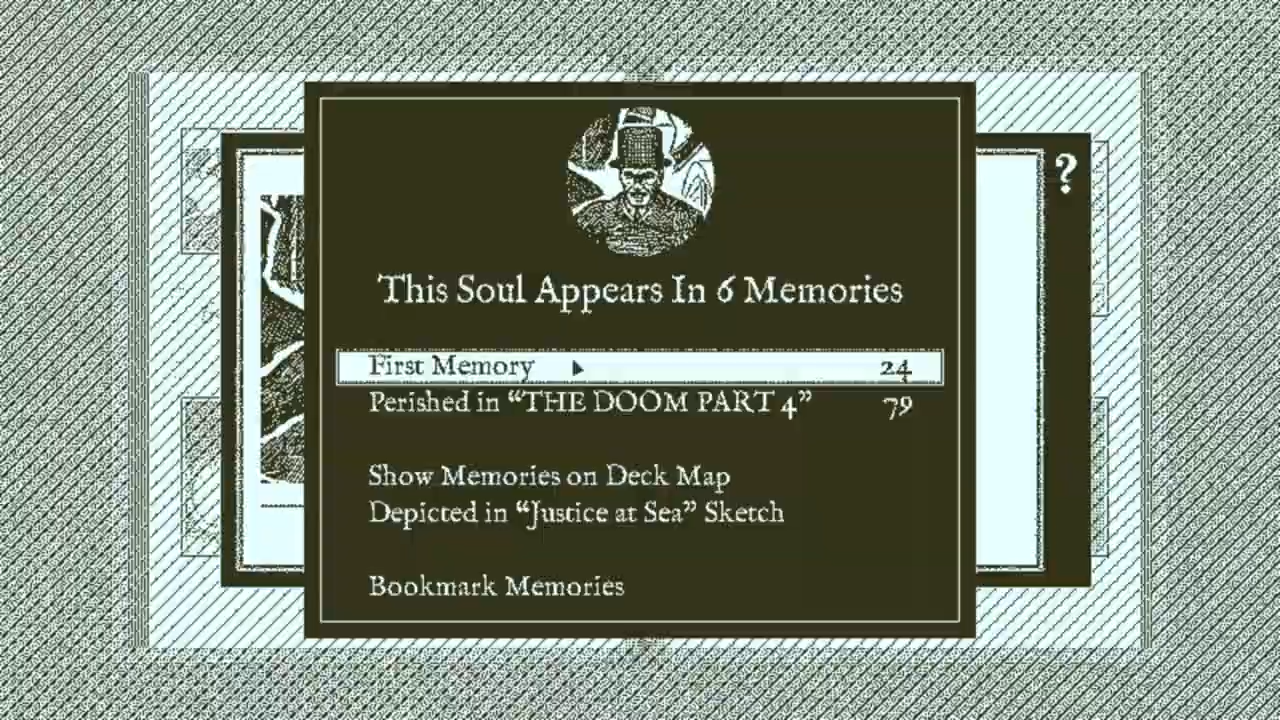 ?
This Soul Appears In 6 Memories
First Memory 24
Perished in “THE DOOM PART 4” 79
Show Memories on Deck Map
Depicted in “Justice at Sea” Sketch
Bookmark Memories